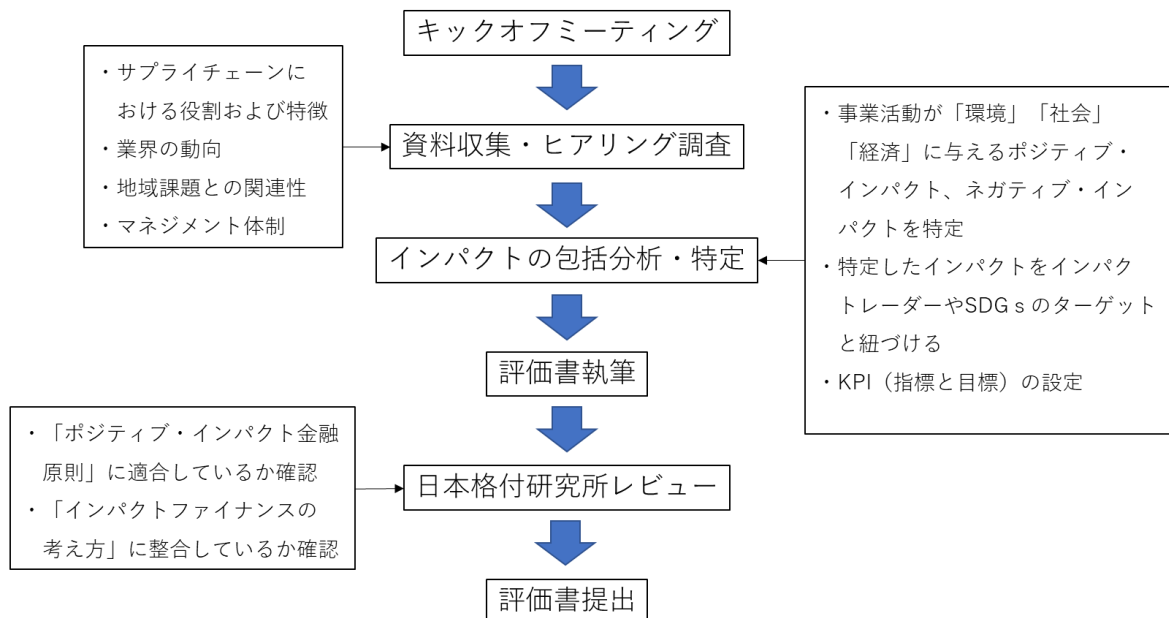 キックオフミーティング
・サプライチェーンに
おける役割および特徴
・業界の動向
・地域課題との関連性
・マネジメント体制
資料収集・ヒアリング調査
・事業活動が「環境」「社会」
「経済」に与えるポジティブ・
インパクト、ネガティブ・イン
パクトを特定
・特定したインパクトをインパク
トレーダーやSDGsのターゲット
と紐づける
・KPI（指標と目標）の設定
インパクトの包括分析・特定
評価書執筆
・「ポジティブ・インパクト金融
原則」に適合しているか確認
・「インパクトファイナンスの
考え方」に整合しているか確認
日本格付研究所レビュー
評価書提出